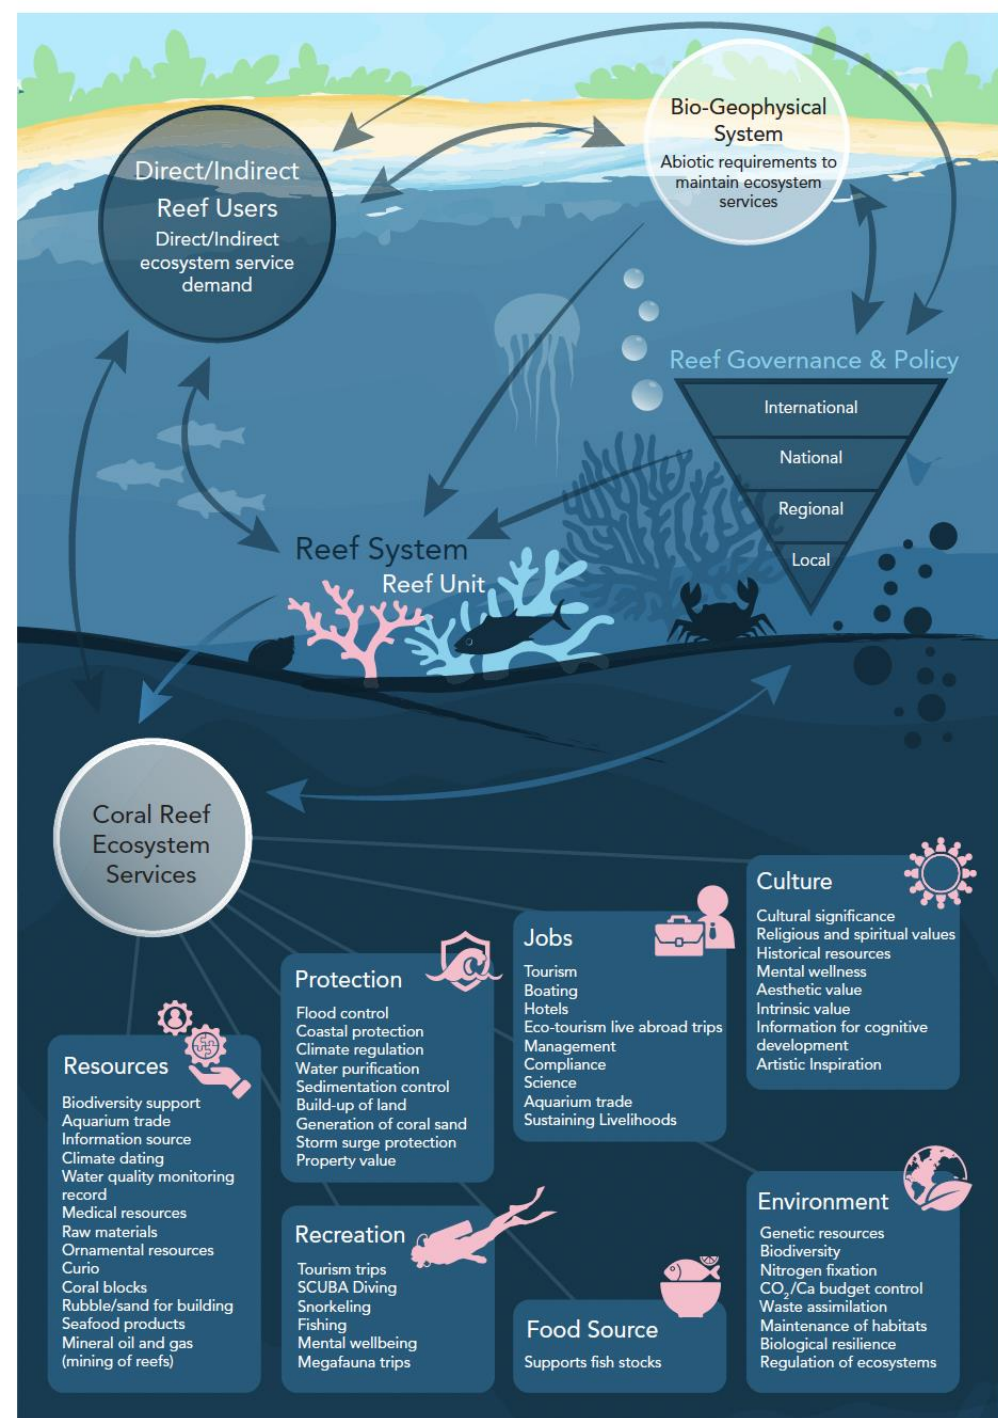 Bio-Geophysical
System
Abiotic requirements to
maintain ecosystem
services
Direct/Indirect
Reef Users
Direct/Indirect
ecosystem service
demand
Reef Governance & Policy
International
National
Regional
Local
Reef System
Reef Unit
Coral Reef
Ecosystem
Services
Culture
Cultural significance
Religious and spiritual values
Historical resources
Mental wellness
Aesthetic value
Intrinsic value
Information for cognitive
development
Artistic Inspiration
Jobs
Tourism
Boating
Hotels
Eco-tourism live abroad trips
Management
Compliance
Science
Aquarium trade
Sustaining Livelihoods
Protection
Flood control
Coastal protection
Climate regulation
Water purification
Sedimentation control
Build-up of land
Generation of coral sand
Storm surge protection
Property value
Resources
Biodiversity support
Aquarium trade
Information source
Climate dating
Water quality monitoring
record
Medical resources
Raw materials
Ornamental resources
Curio
Coral blocks
Rubble/sand for building
Seafood products
Mineral oil and gas
(mining of reefs)
Recreation
Tourism trips
SCUBA Diving
Snorkeling
Fishing
Mental wellbeing
Megafauna trips
Food Source
Supports fish stocks
Environment
Genetic resources
Biodiversity
Nitrogen fixation
CO₂/Ca budget control
Waste assimilation
Maintenance of habitats
Biological resilience
Regulation of ecosystems